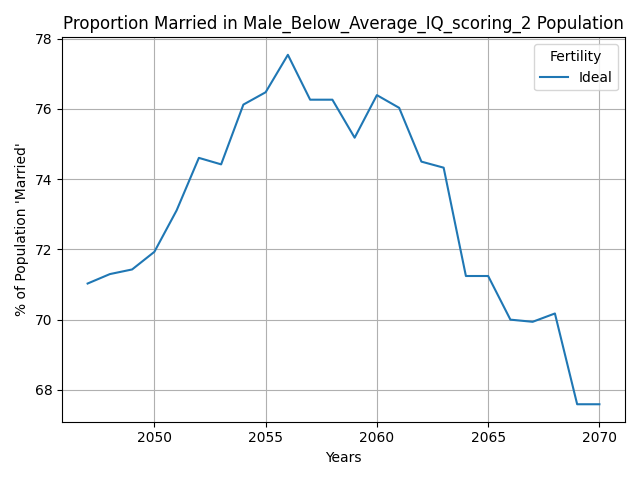 Proportion Married in Male_Below_Average_IQ_scoring_2 Population
Fertility
Ideal
% of Population 'Married'
78
76
74
72
70
68
2050
2055
2060
2065
2070
Years